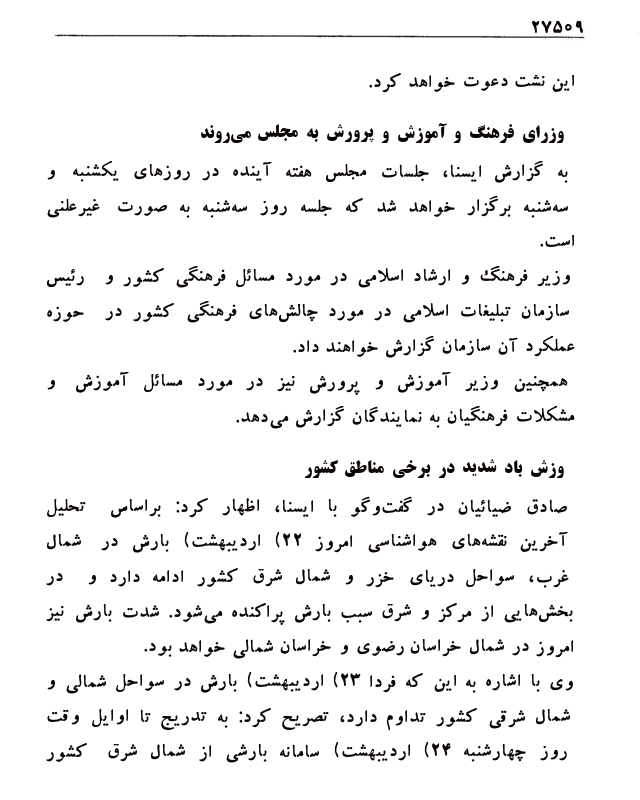 ۲۷۵۰۹
این نشت دعوت خواهد کرد.
وزرای فرهنگ و آموزش و پرورش به مجلس می‌روند
به گزارش ایسنا، جلسات مجلس هفته آینده در روزهای یکشنبه و
سه‌شنبه برگزار خواهد شد که جلسه روز سه‌شنبه به صورت غیرعلنی
است.
وزیر فرهنگ و ارشاد اسلامی در مورد مسائل فرهنگی کشور و رئیس
سازمان تبلیغات اسلامی در مورد چالش‌های فرهنگی کشور در حوزه
عملکرد آن سازمان گزارش خواهند داد.
همچنین وزیر آموزش و پرورش نیز در مورد مسائل آموزش و
مشکلات فرهنگیان به نمایندگان گزارش می‌دهد.
وزش باد شدید در برخی مناطق کشور
صادق ضیائیان در گفت‌وگو با ایسنا، اظهار کرد: براساس تحلیل
آخرین نقشه‌های هواشناسی امروز ۲۲) اردیبهشت) بارش در شمال
غرب، سواحل دریای خزر و شمال شرق کشور ادامه دارد و در
بخش‌هایی از مرکز و شرق سبب بارش پراکنده می‌شود. شدت بارش نیز
امروز در شمال خراسان رضوی و خراسان شمالی خواهد بود.
وی با اشاره به این که فردا ۲۳) اردیبهشت) بارش در سواحل شمالی و
شمال شرقی کشور تداوم دارد، تصریح کرد: به تدریج تا اوایل وقت
روز چهارشنبه ۲۴) اردیبهشت) سامانه بارشی از شمال شرق کشور